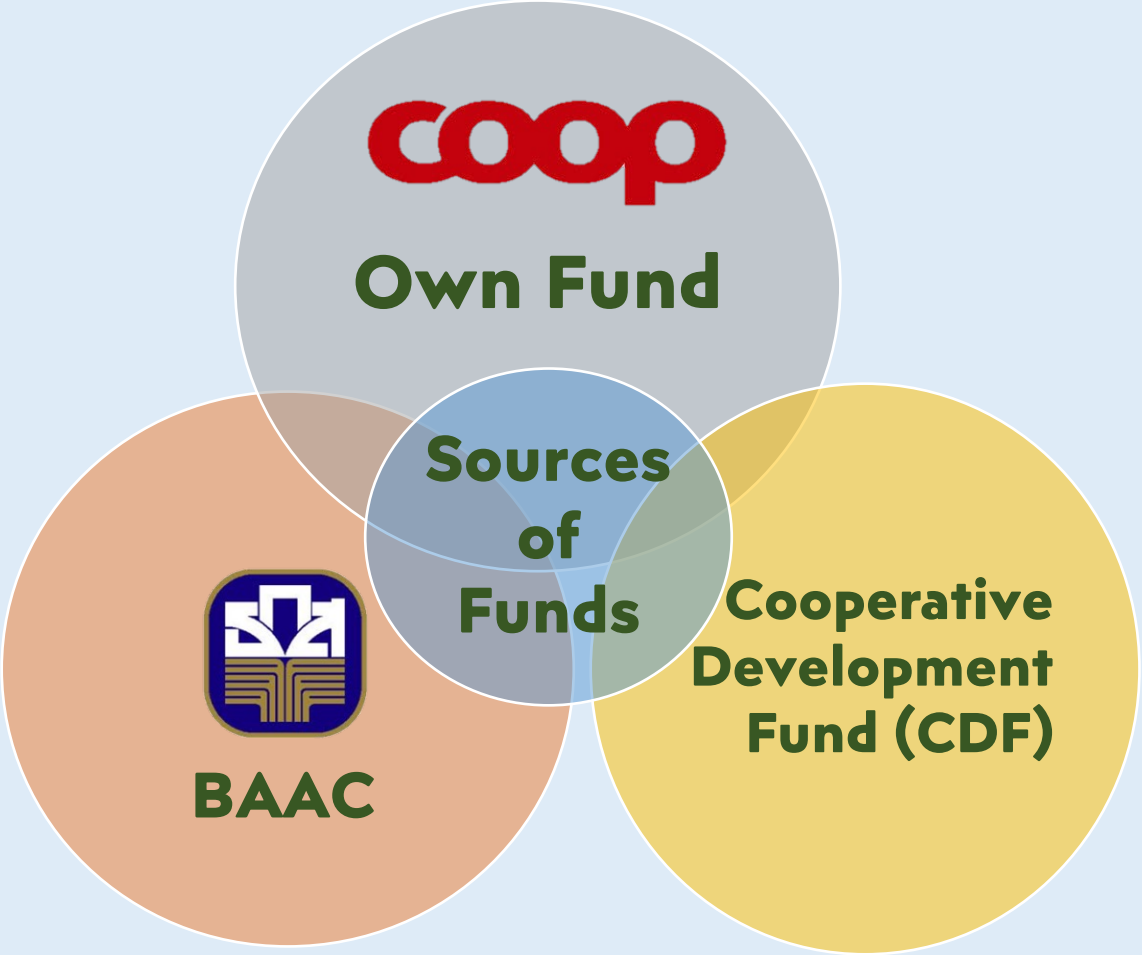 coop
Own Fund
Sources
of
Funds
Cooperative
Development
Fund (CDF)
BAAC